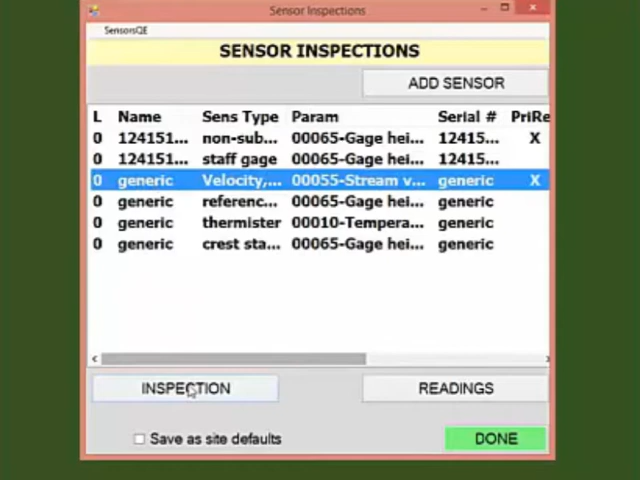 Sensor Inspections
SensorsQE
SENSOR INSPECTIONS
ADD SENSOR
L Name Sens Type Param Serial # PriRe
0 124151... non-sub... 00065-Gage hei... 12415... X
0 124151... staff gage 00065-Gage hei... 12415...
0 generic Velocity,... 00055-Stream v... generic X
0 generic referenc... 00065-Gage hei... generic
0 generic thermister 00010-Tempera... generic
0 generic crest sta... 00065-Gage hei... generic
INSPECTION READINGS
Save as site defaults DONE